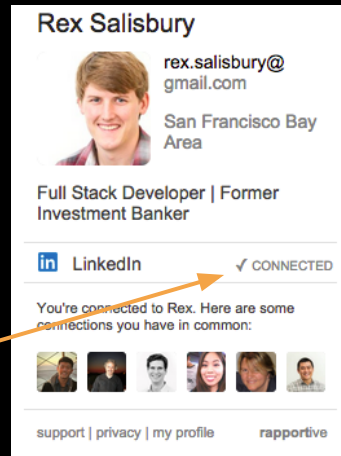 Rex Salisbury
rex.salisbury@
gmail.com
San Francisco Bay
Area
Full Stack Developer | Former
Investment Banker
in LinkedIn ✓ CONNECTED
You're connected to Rex. Here are some
connections you have in common:
support | privacy | my profile rapportive